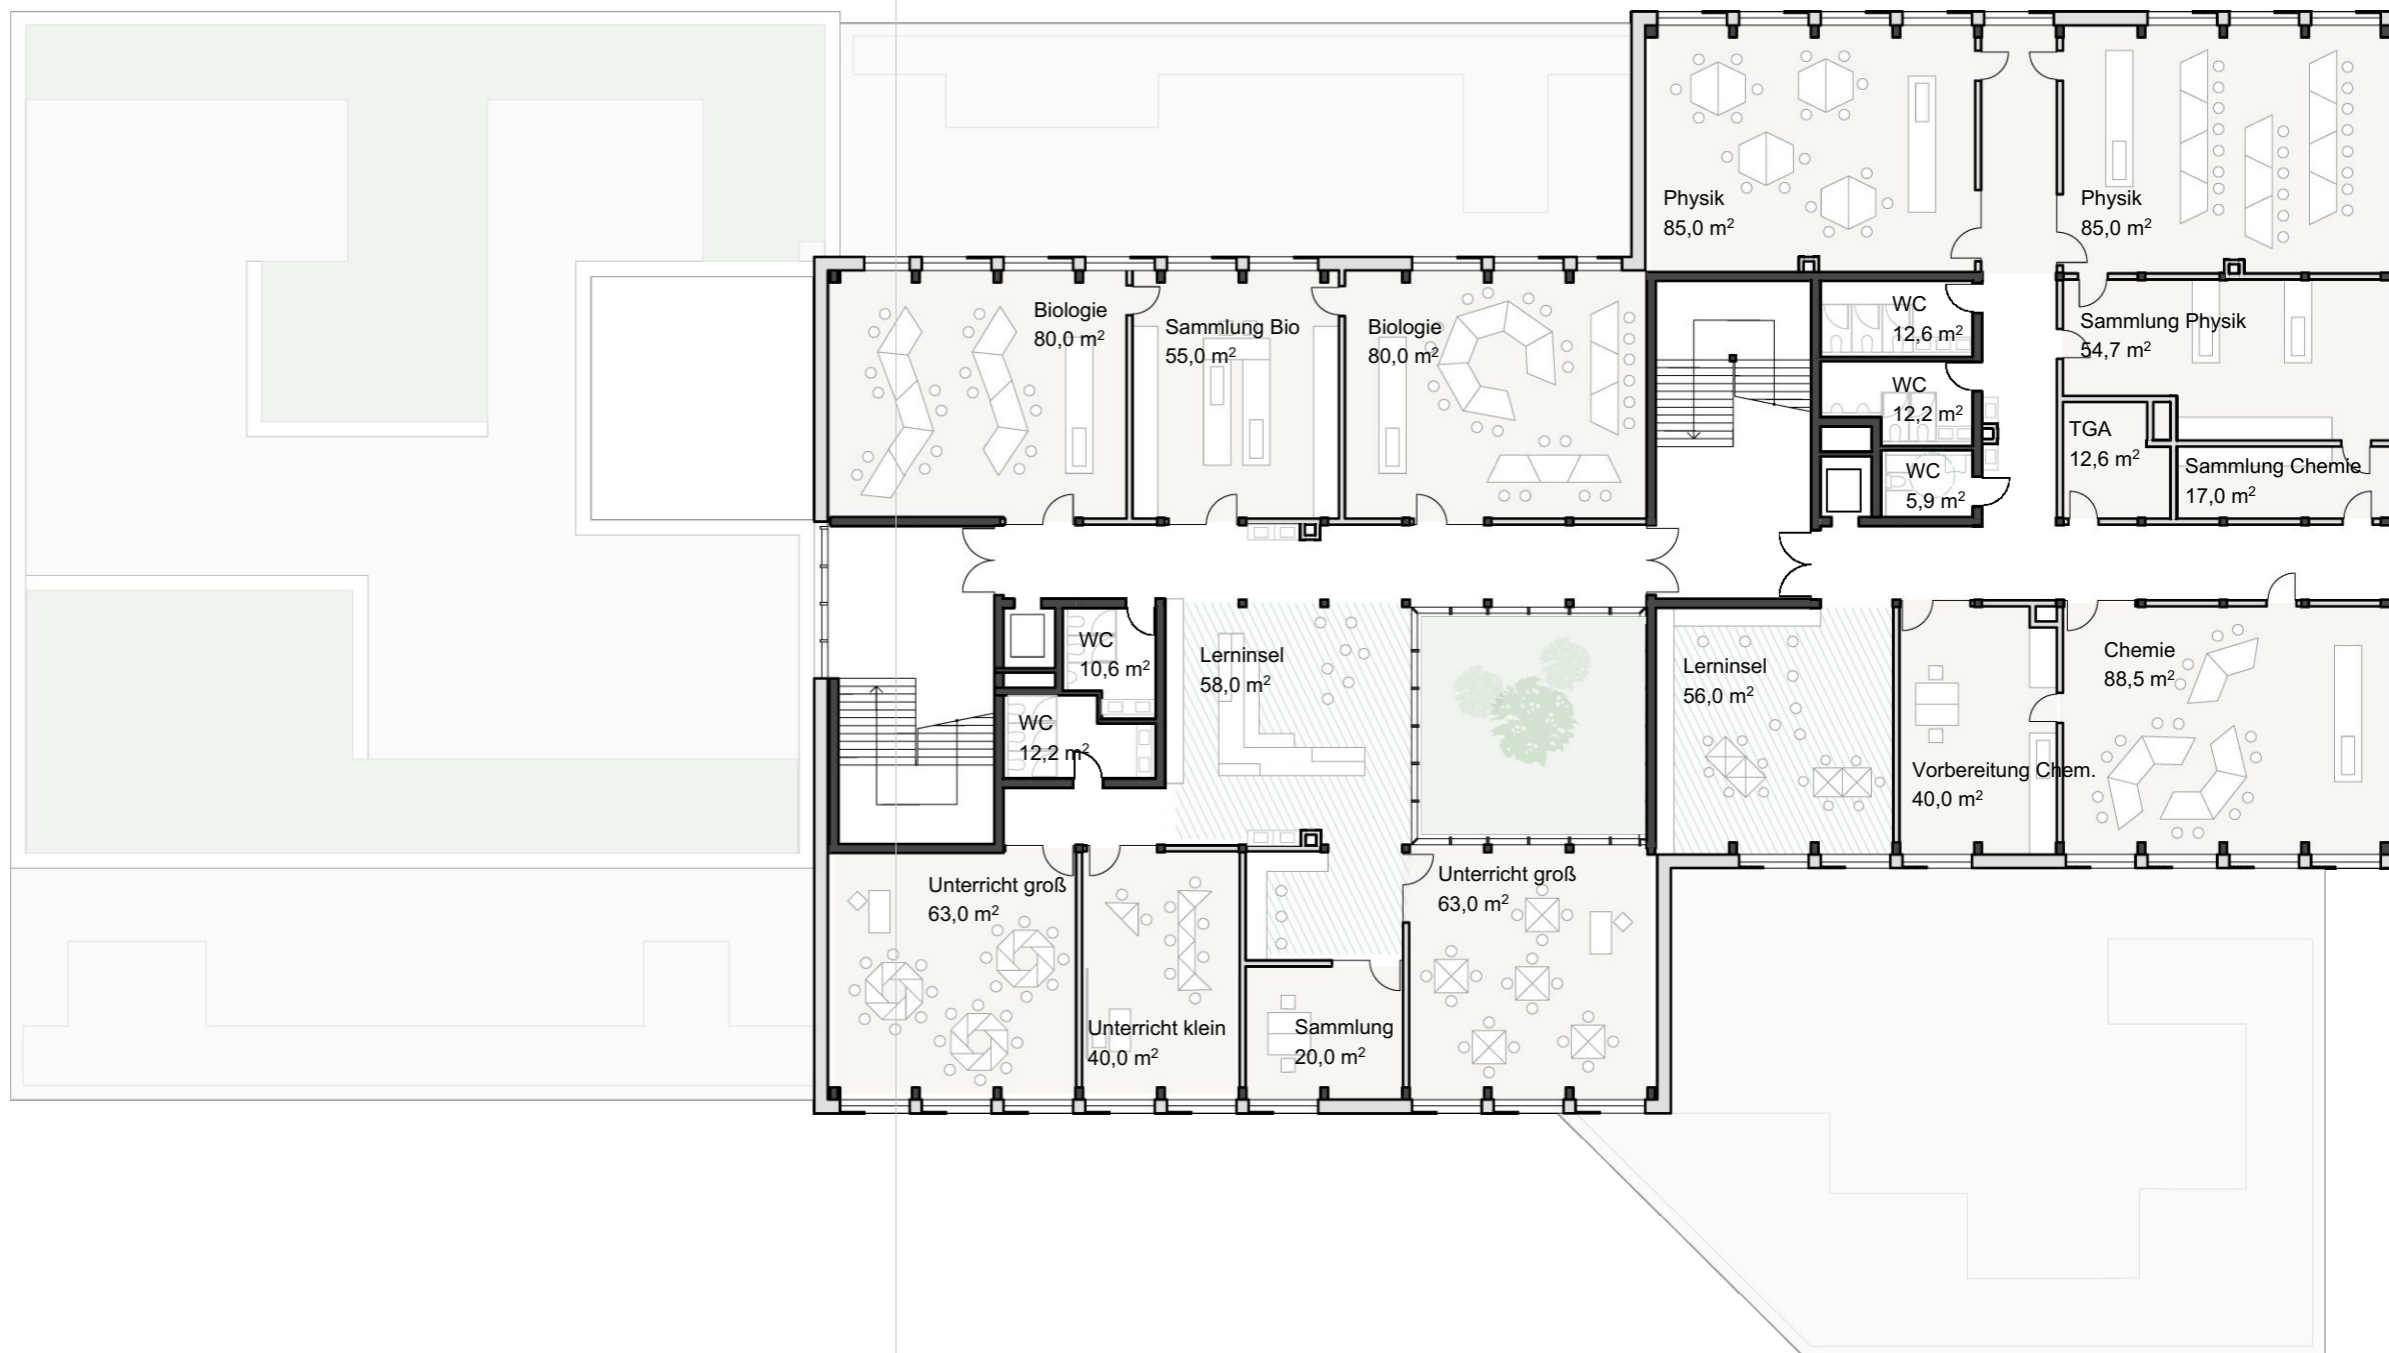 Physik
85,0 m²
Physik
85,0 m²
Biologie
80,0 m²
Sammlung Bio
55,0 m²
Biologie
80,0 m²
WC
12,6 m²
Sammlung Physik
54,7 m²
WC
12,2 m²
TGA
12,6 m²
WC
5,9 m²
Sammlung Chemie
17,0 m²
WC
10,6 m²
Lerninsel
58,0 m²
Lerninsel
56,0 m²
Chemie
88,5 m²
WC
12,2 m²
Vorbereitung Chem.
40,0 m²
Unterricht groß
63,0 m²
Unterricht groß
63,0 m²
Unterricht klein
40,0 m²
Sammlung
20,0 m²